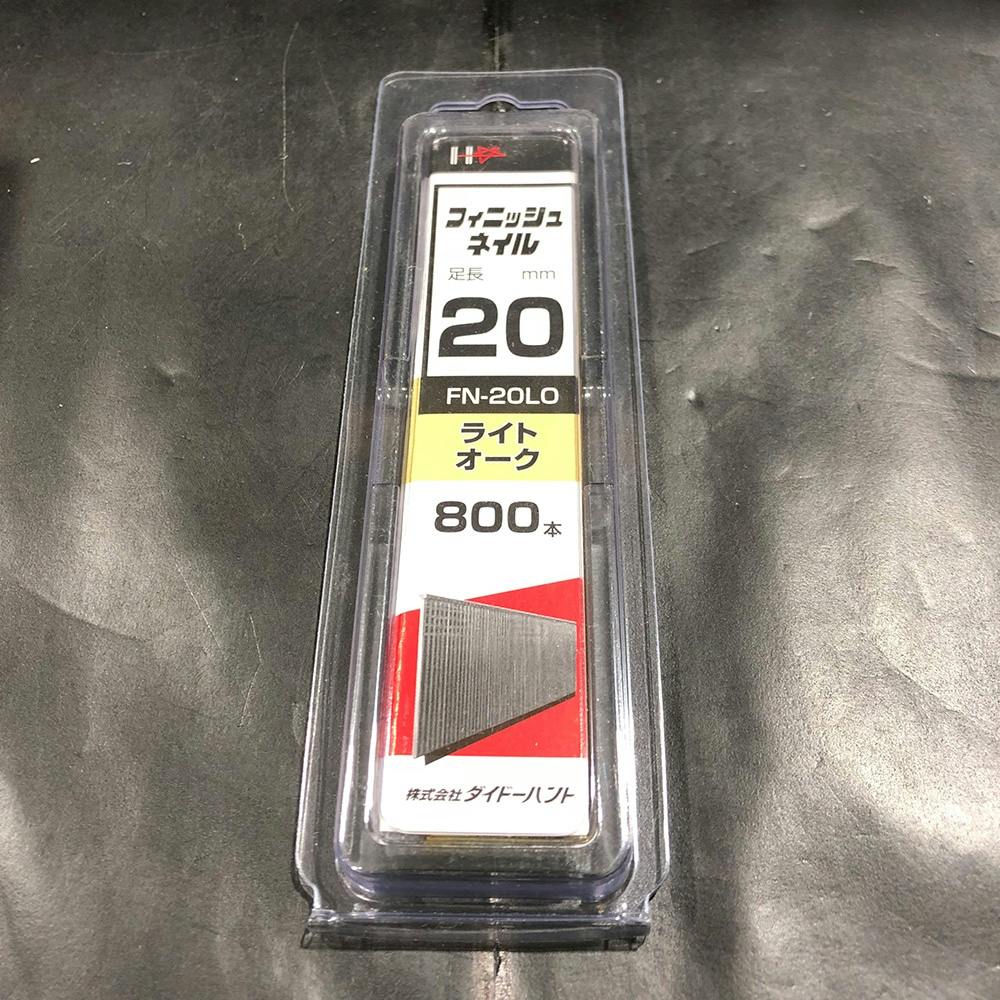 フィニッシュ
ネイル
足長 mm
20
FN-20LO
ライト
オーク
800本
株式会社 ダイドーハント